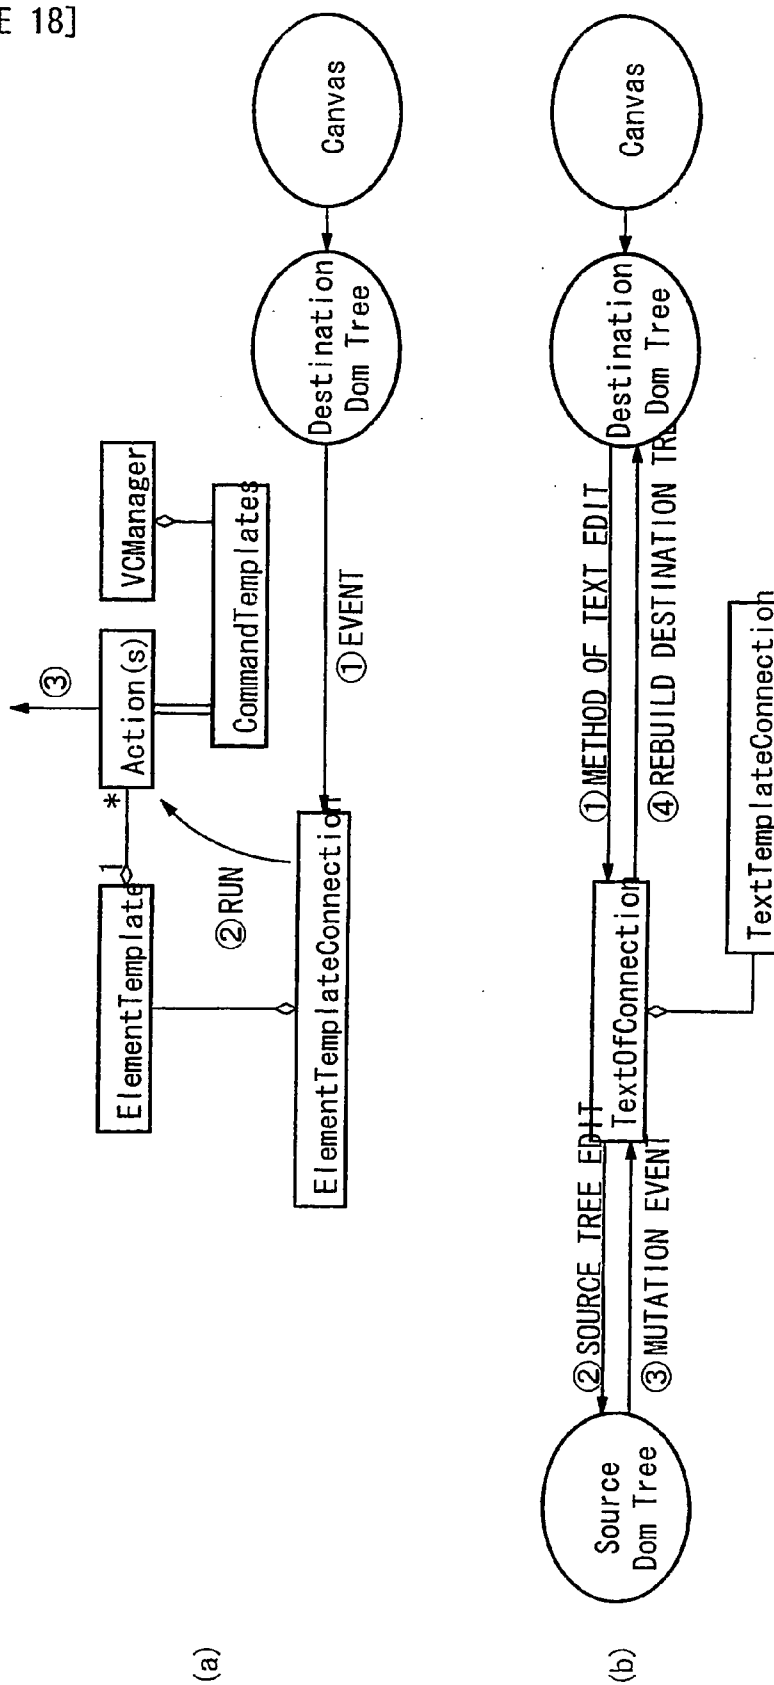 E 18]
(a)
ElementTemplate
1
*
Action(s)
③
VCManager
CommandTemplates
②RUN
ElementTemplateConnection
①EVENT
Destination
Dom Tree
Canvas
(b)
Source
Dom Tree
②SOURCE TREE EDIT
③MUTATION EVENT
TextOfConnection
TextTemplateConnection
①METHOD OF TEXT EDIT
④REBUILD DESTINATION TRE
Destination
Dom Tree
Canvas